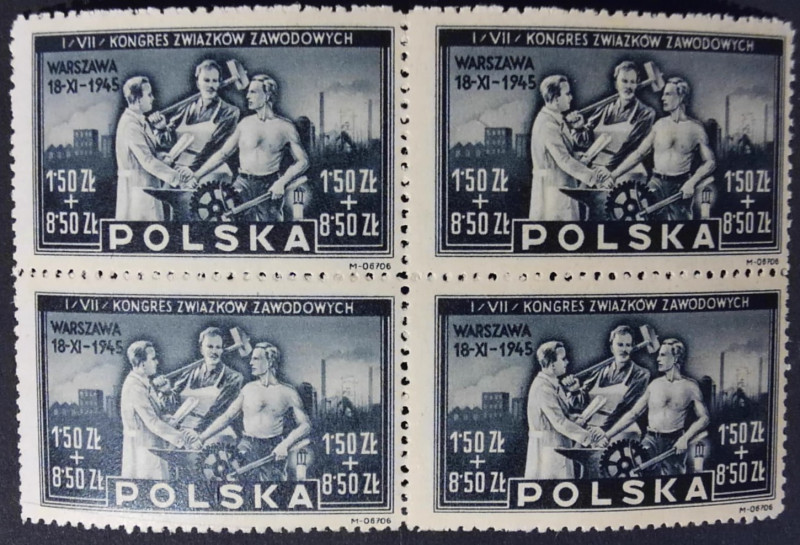 I/VII/ KONGRES ZWIĄZKÓW ZAWODOWYCH
WARSZAWA
18-XI-1945
1·50 ZŁ
+
8·50 ZŁ
1·50 ZŁ
+
8·50 ZŁ
POLSKA
M-06706
I/VII/ KONGRES ZWIĄZKÓW ZAWODOWYCH
WARSZAWA
18-XI-1945
1·50 ZŁ
+
8·50 ZŁ
1·50 ZŁ
+
8·50 ZŁ
POLSKA
M-06706
I/VII/ KONGRES ZWIĄZKÓW ZAWODOWYCH
WARSZAWA
18-XI-1945
1·50 ZŁ
+
8·50 ZŁ
1·50 ZŁ
+
8·50 ZŁ
POLSKA
M-06706
I/VII/ KONGRES ZWIĄZKÓW ZAWODOWYCH
WARSZAWA
18-XI-1945
1·50 ZŁ
+
8·50 ZŁ
1·50 ZŁ
+
8·50 ZŁ
POLSKA
M-06706